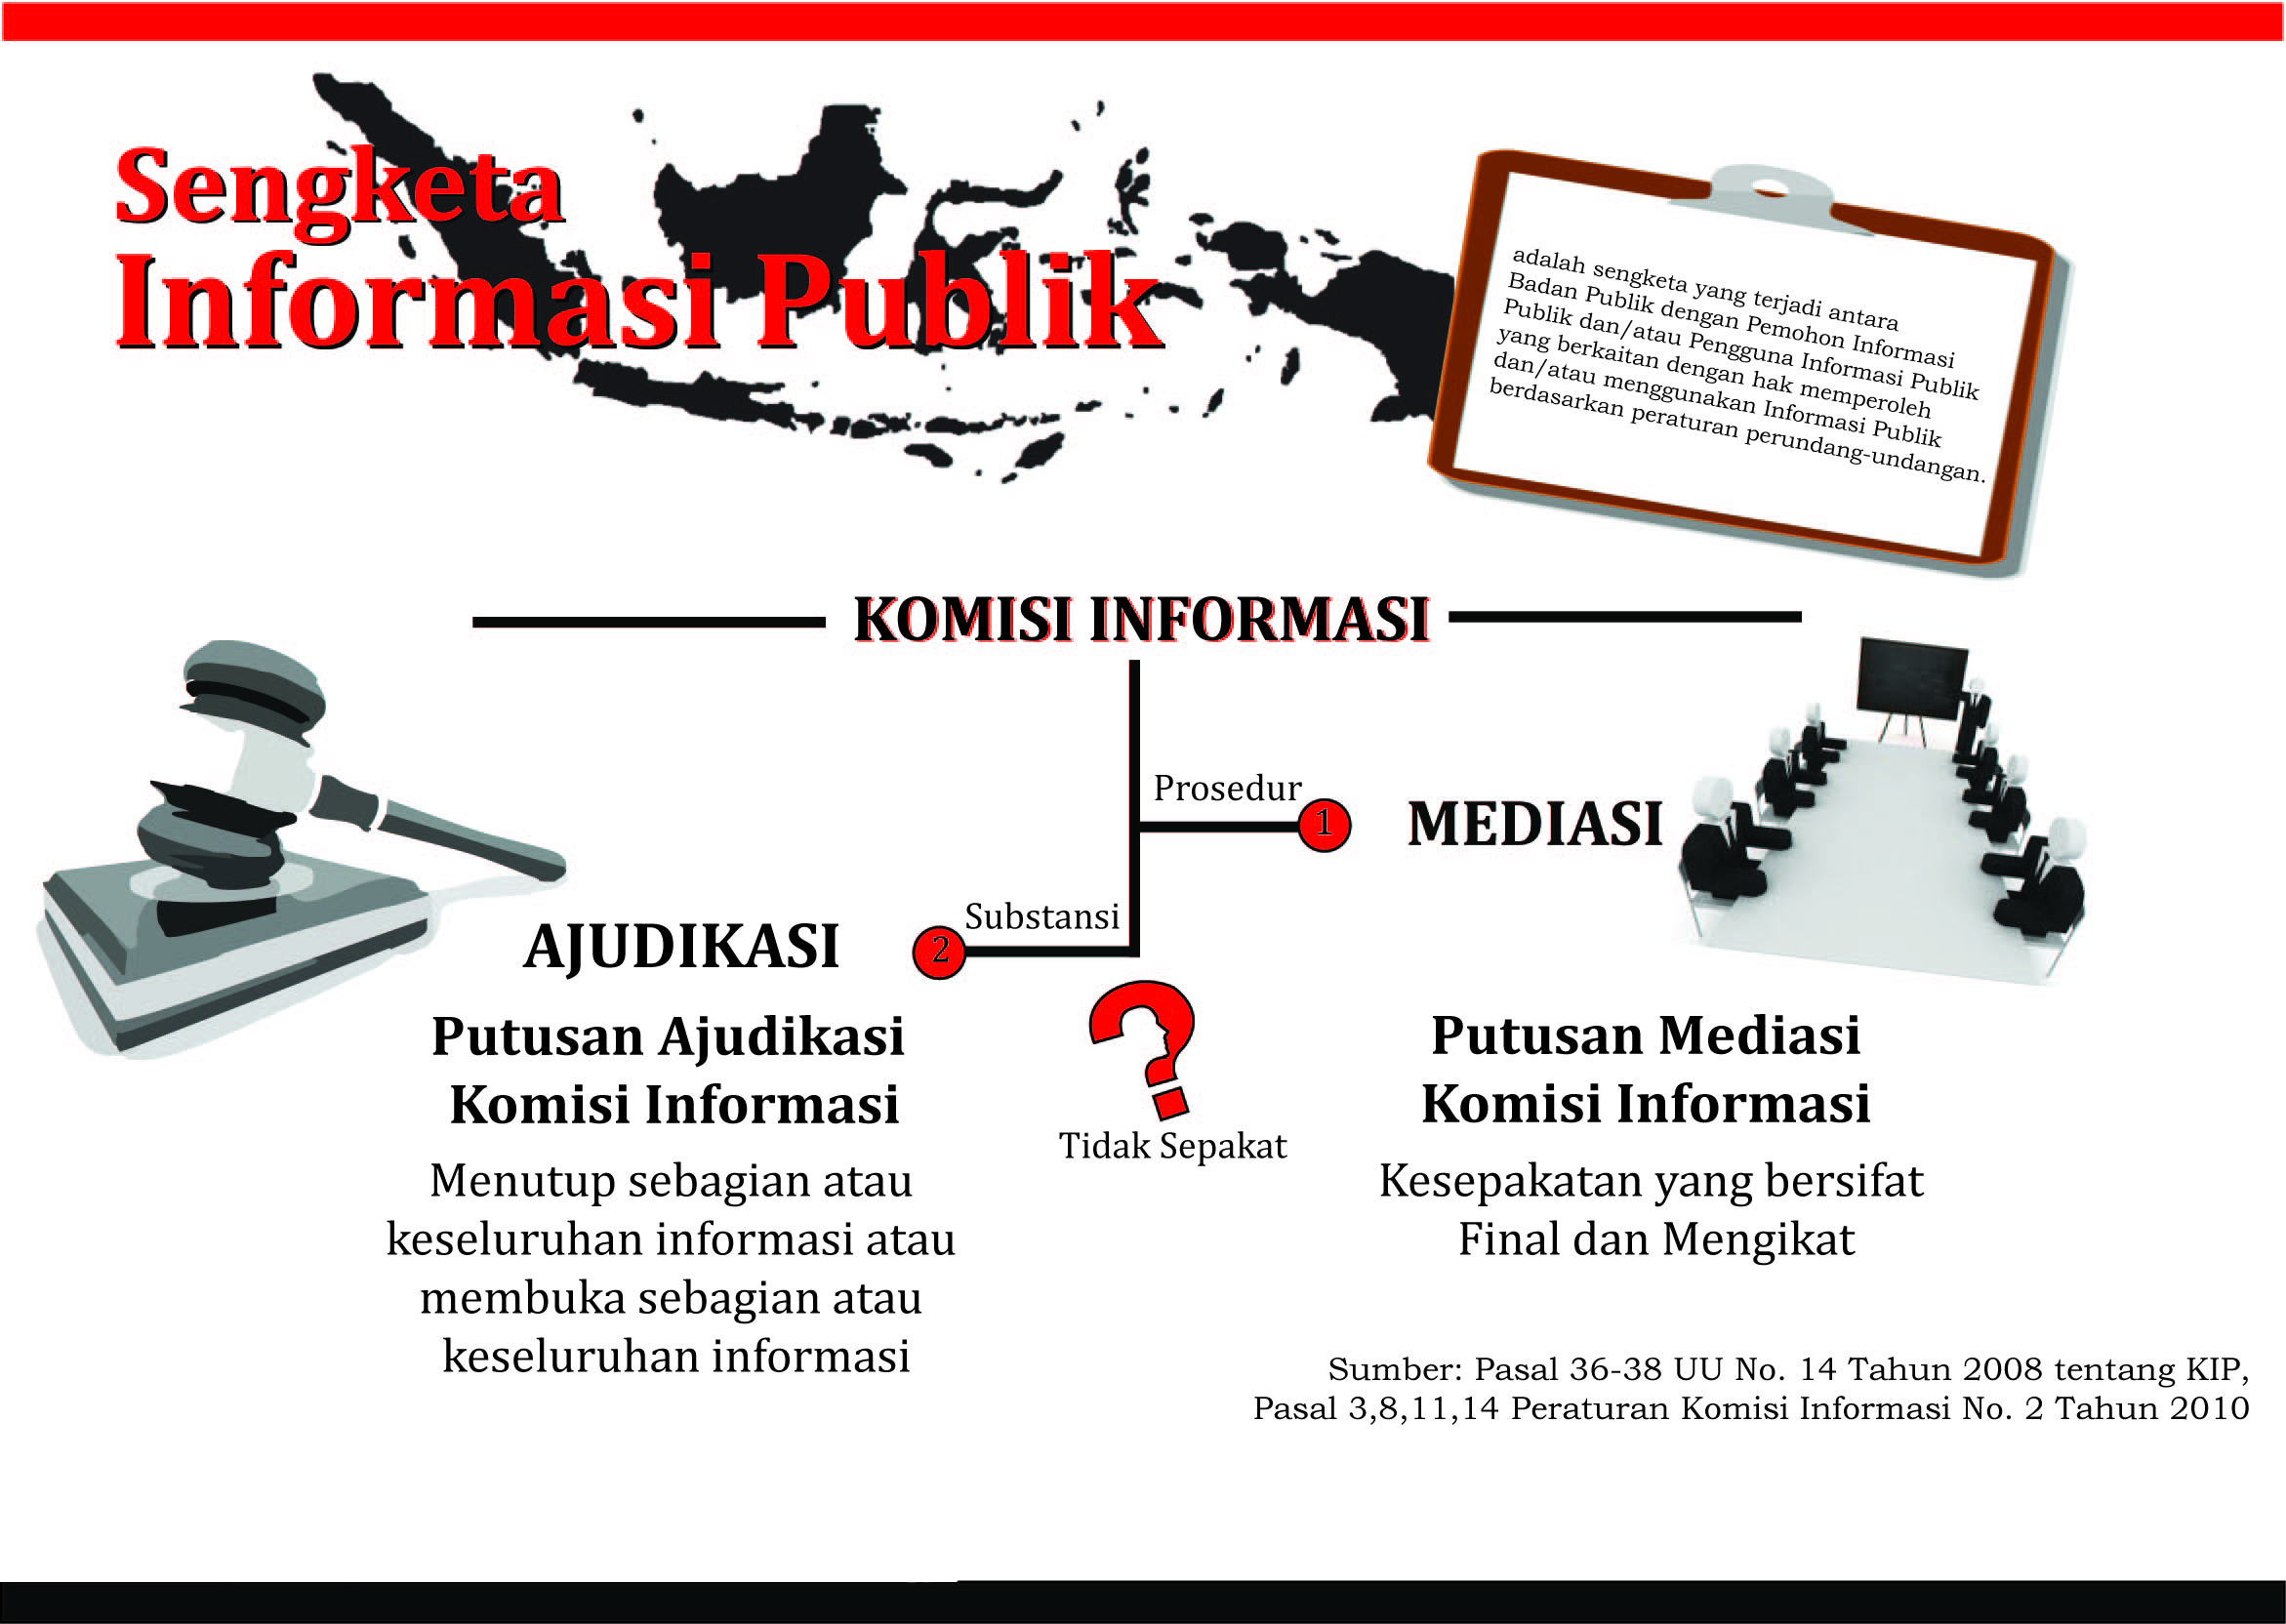 Sengketa
Informasi Publik
adalah sengketa yang terjadi antara
Badan Publik dengan Pemohon Informasi
Publik dan/atau Pengguna Informasi Publik
yang berkaitan dengan hak memperoleh
dan/atau menggunakan Informasi Publik
berdasarkan peraturan perundang-undangan.
KOMISI INFORMASI
Prosedur
1
MEDIASI
Substansi
2
AJUDIKASI
Putusan Ajudikasi
Komisi Informasi
Menutup sebagian atau
keseluruhan informasi atau
membuka sebagian atau
keseluruhan informasi
Tidak Sepakat
Putusan Mediasi
Komisi Informasi
Kesepakatan yang bersifat
Final dan Mengikat
Sumber: Pasal 36-38 UU No. 14 Tahun 2008 tentang KIP,
Pasal 3,8,11,14 Peraturan Komisi Informasi No. 2 Tahun 2010